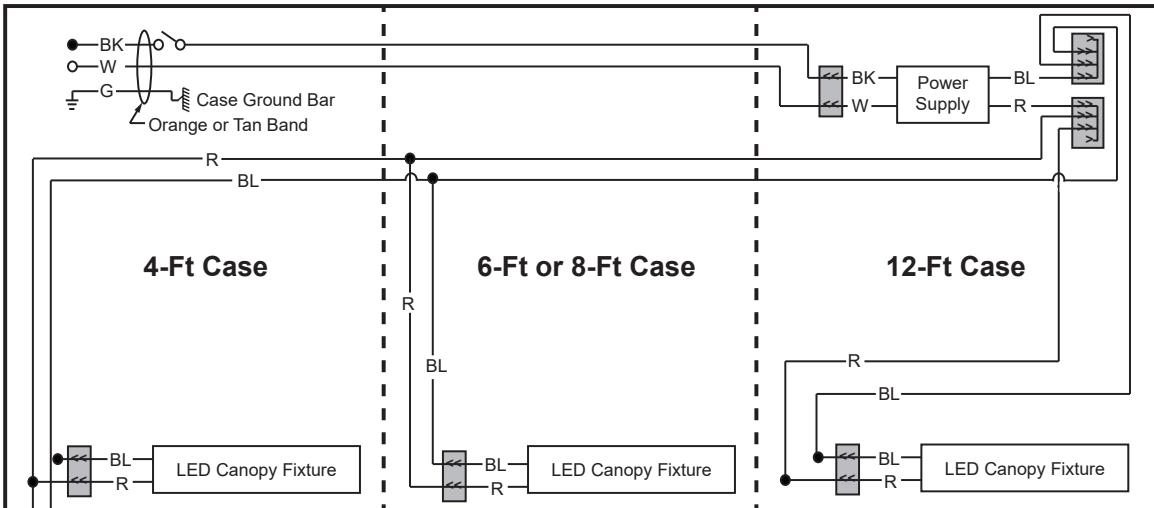 BK
W
G
Case Ground Bar
Orange or Tan Band
BK
W
Power
Supply
BL
R
R
BL
4-Ft Case
6-Ft or 8-Ft Case
12-Ft Case
R
BL
R
BL
BL
R
LED Canopy Fixture
BL
R
LED Canopy Fixture
BL
R
LED Canopy Fixture